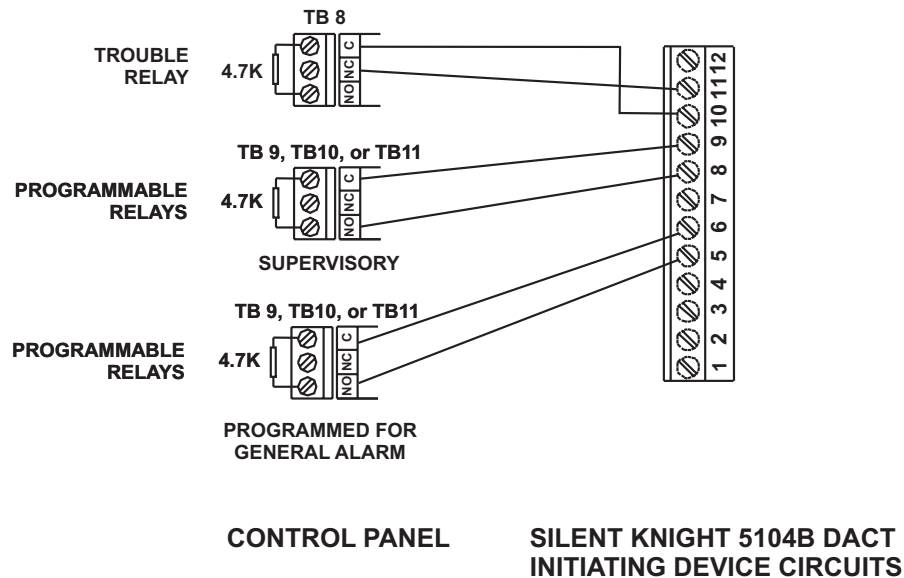 TB 8
TROUBLE
RELAY
4.7K
C
NC
NO
TB 9, TB10, or TB11
PROGRAMMABLE
RELAYS
4.7K
C
NC
NO
SUPERVISORY
TB 9, TB10, or TB11
PROGRAMMABLE
RELAYS
4.7K
C
NC
NO
PROGRAMMED FOR
GENERAL ALARM
12
11
10
9
8
7
6
5
4
3
2
1
CONTROL PANEL
SILENT KNIGHT 5104B DACT
INITIATING DEVICE CIRCUITS